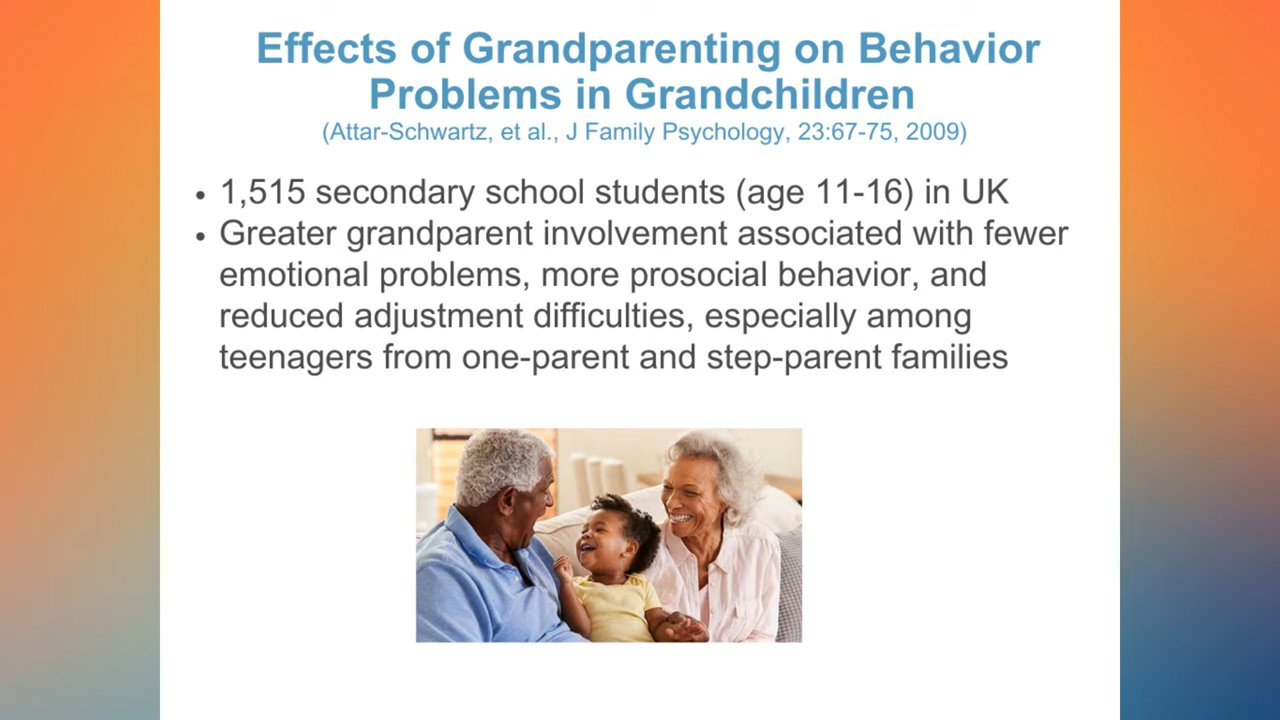 Effects of Grandparenting on Behavior
Problems in Grandchildren
(Attar-Schwartz, et al., J Family Psychology, 23:67-75, 2009)
• 1,515 secondary school students (age 11-16) in UK
• Greater grandparent involvement associated with fewer
emotional problems, more prosocial behavior, and
reduced adjustment difficulties, especially among
teenagers from one-parent and step-parent families